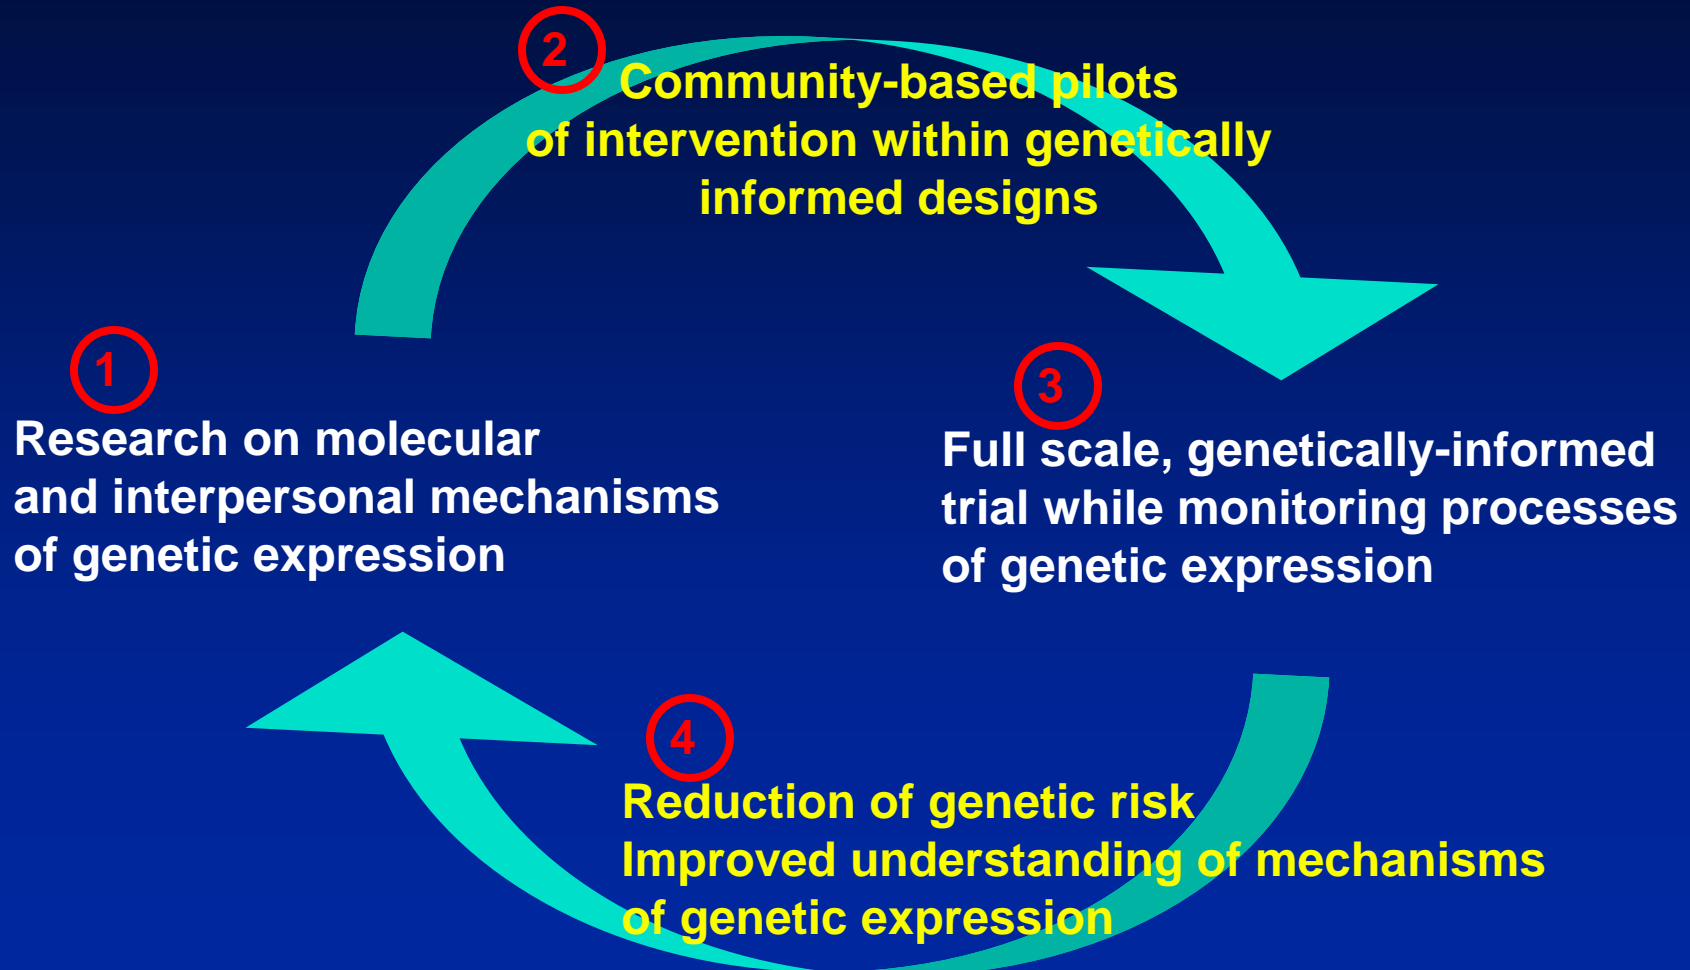 1
Research on molecular
and interpersonal mechanisms
of genetic expression
2
Community-based pilots
of intervention within genetically
informed designs
3
Full scale, genetically-informed
trial while monitoring processes
of genetic expression
4
Reduction of genetic risk
Improved understanding of mechanisms
of genetic expression